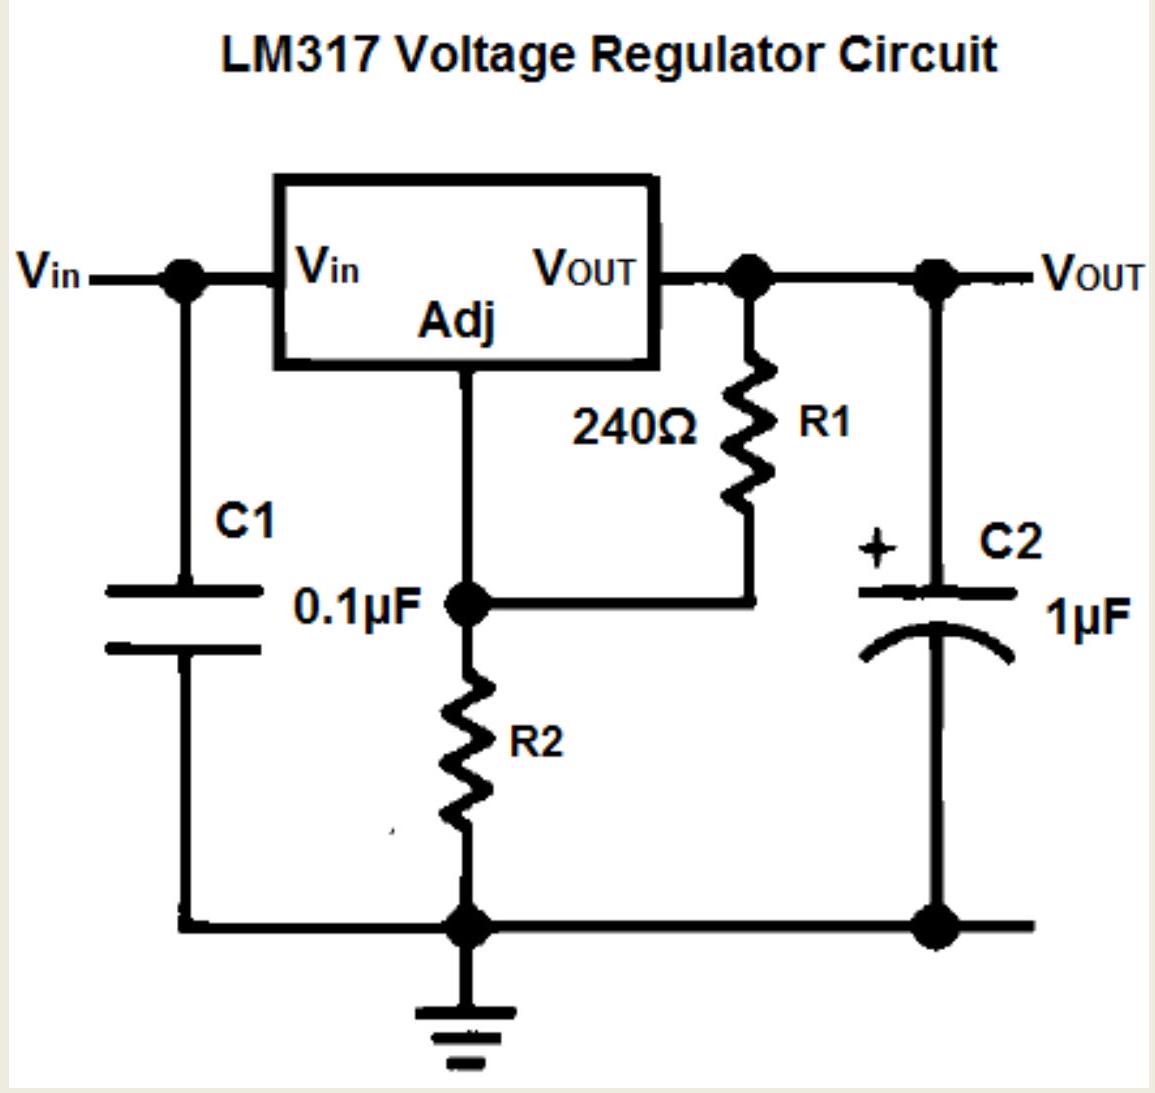 LM317 Voltage Regulator Circuit
Vin
Vin
VOUT
VOUT
Adj
240Ω
R1
C1
C2
+
0.1µF
1µF
R2